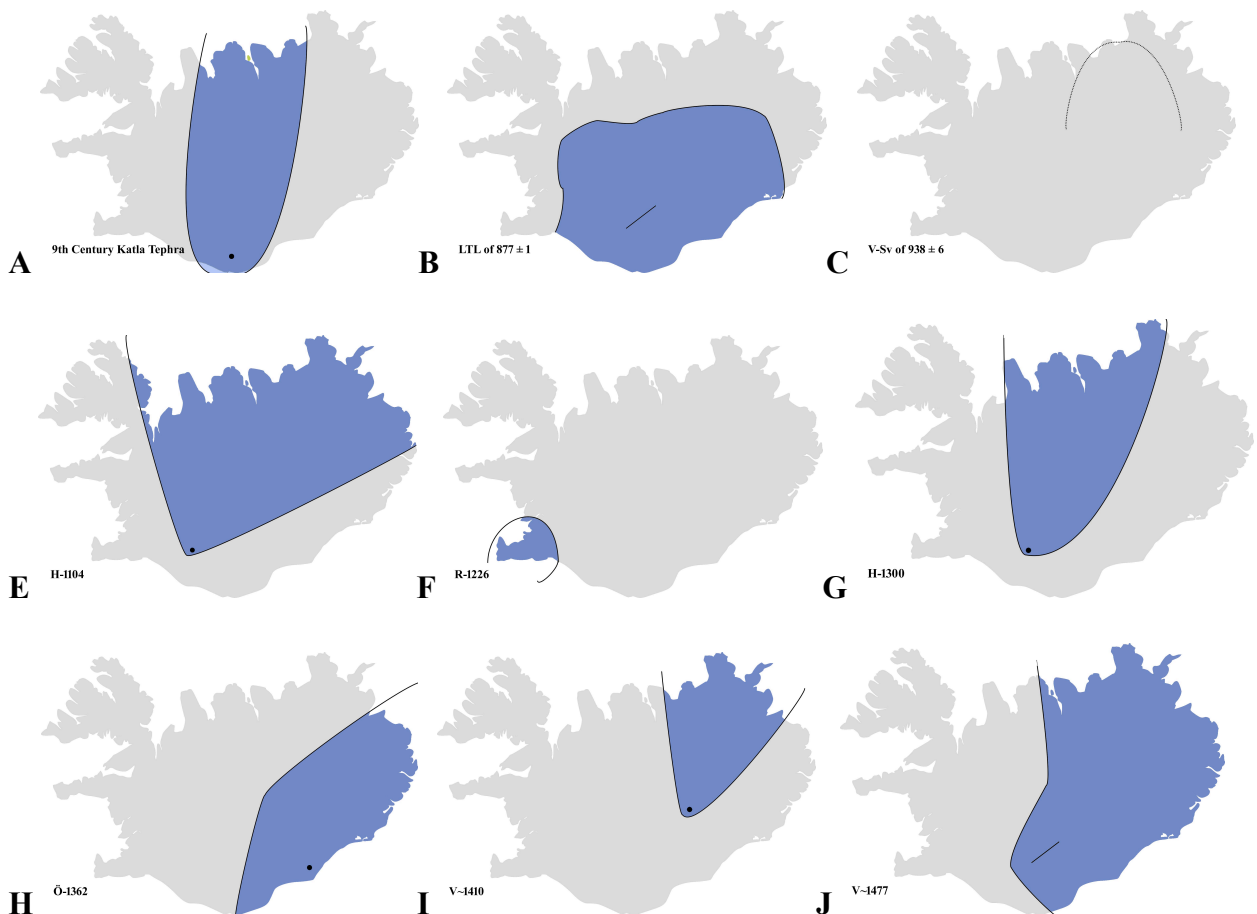 A 9th Century Katla Tephra
B LTL of 877 ± 1
C V-Sv of 938 ± 6
E H-1104
F R-1226
G H-1300
H Ö-1362
I V~1410
J V~1477